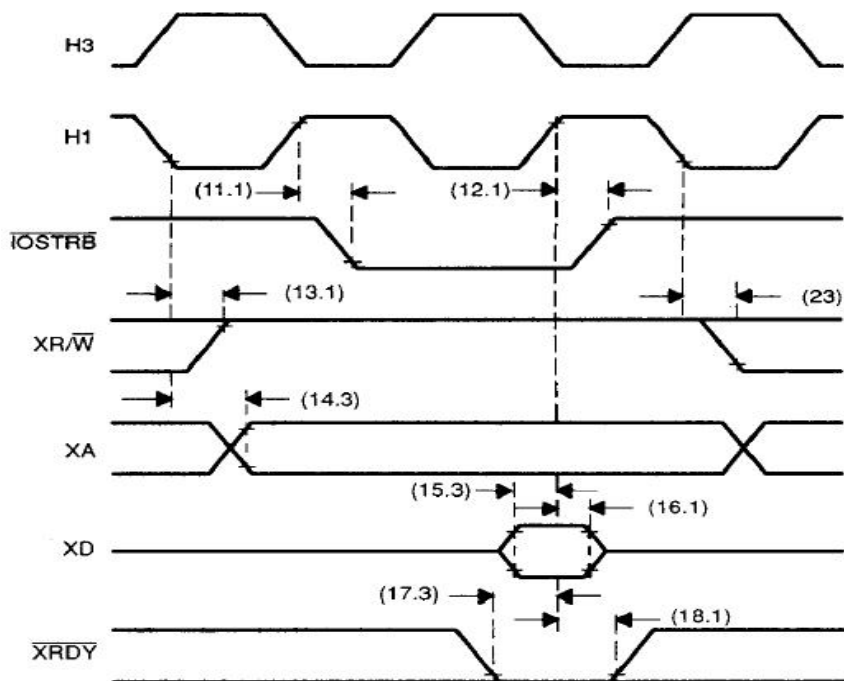 H3
H1
(11.1)
(12.1)
IOSTRB
(13.1)
(23)
XR/W
(14.3)
XA
(15.3)
(16.1)
XD
(17.3)
(18.1)
XRDY